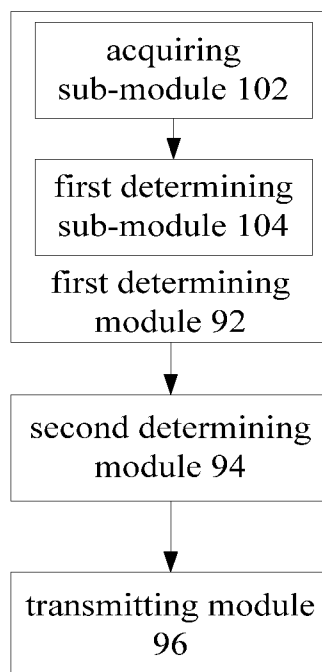 acquiring
sub-module 102
first determining
sub-module 104
first determining
module 92
second determining
module 94
transmitting module
96